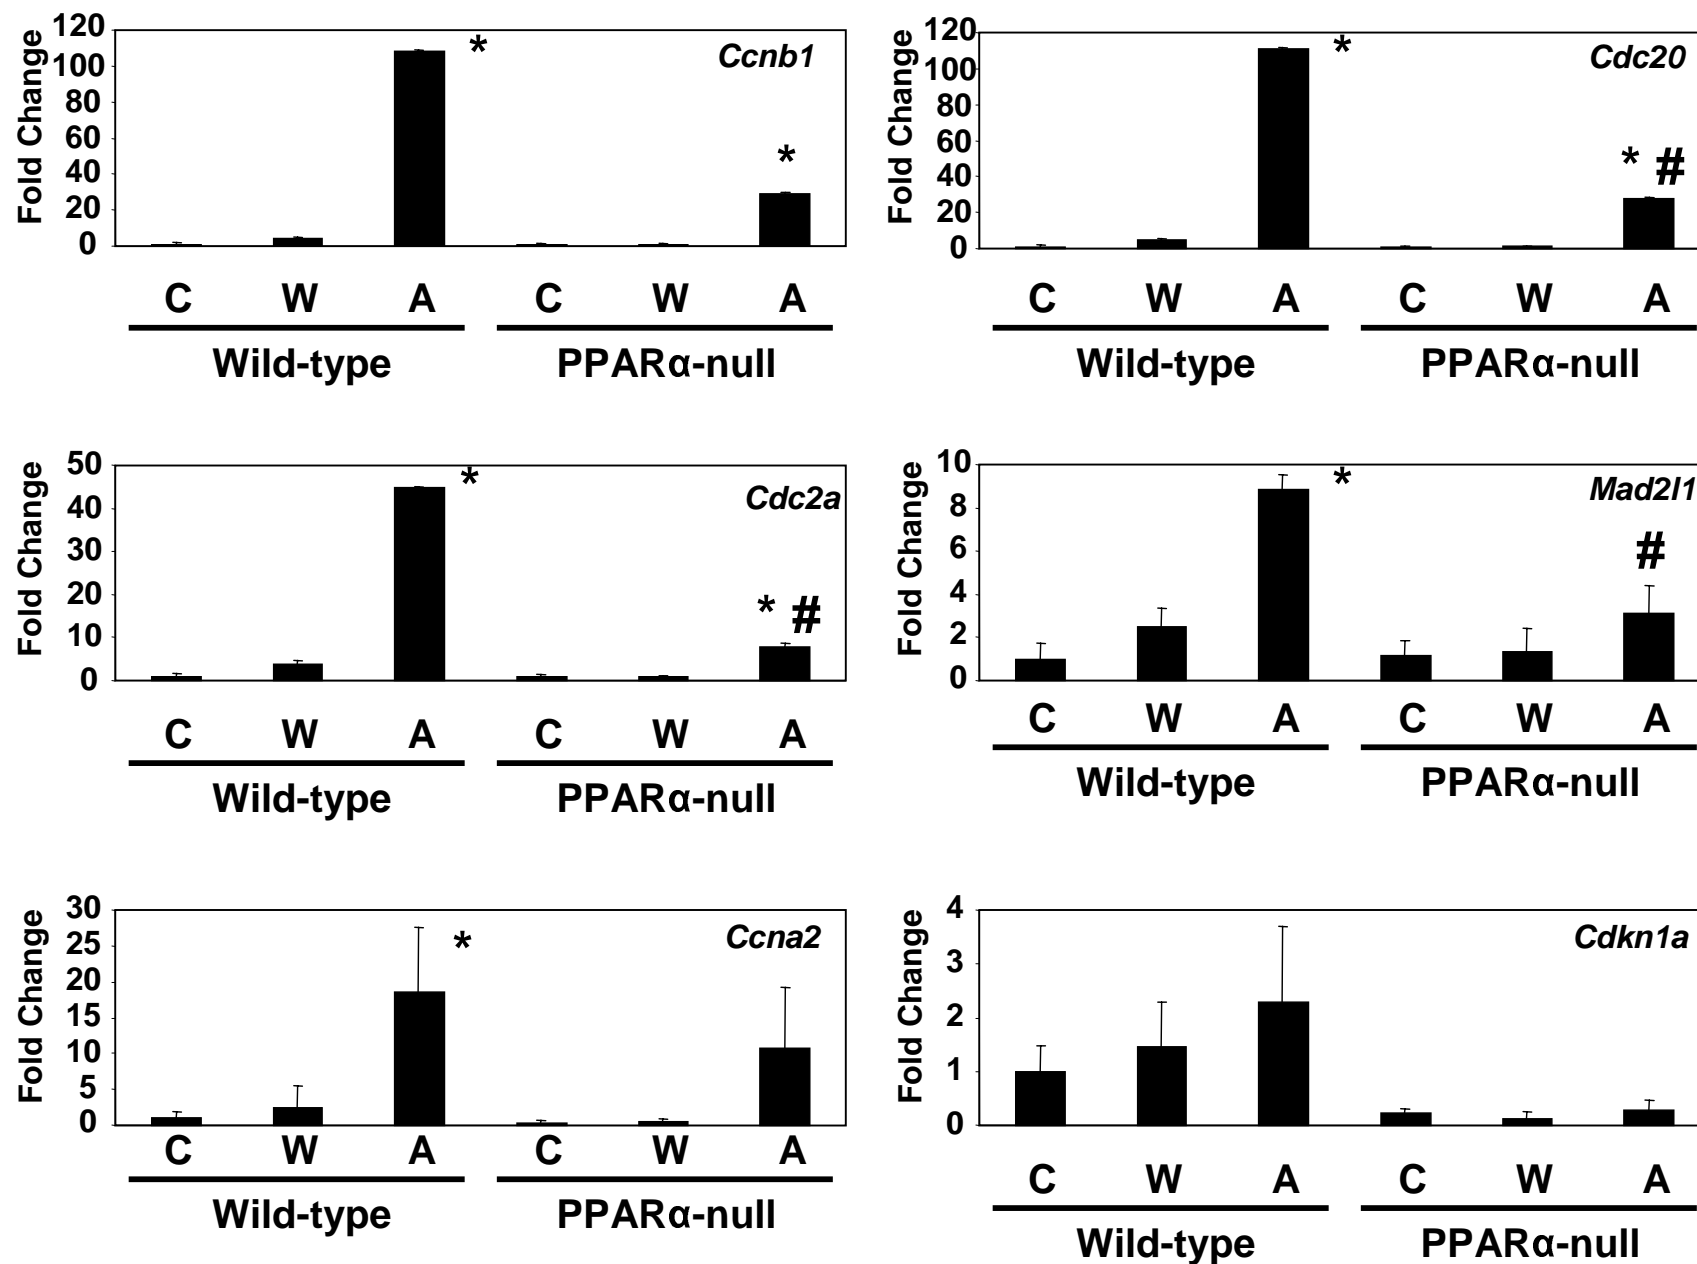 Fold Change
120
100
80
60
40
20
0
Ccnb1
*
*
C W A C W A
Wild-type PPARα-null
Fold Change
120
100
80
60
40
20
0
Cdc20
*
* #
C W A C W A
Wild-type PPARα-null
Fold Change
50
40
30
20
10
0
Cdc2a
*
* #
C W A C W A
Wild-type PPARα-null
Fold Change
10
8
6
4
2
0
Mad2l1
*
#
C W A C W A
Wild-type PPARα-null
Fold Change
30
25
20
15
10
5
0
Ccna2
*
C W A C W A
Wild-type PPARα-null
Fold Change
4
3
2
1
0
Cdkn1a
C W A C W A
Wild-type PPARα-null